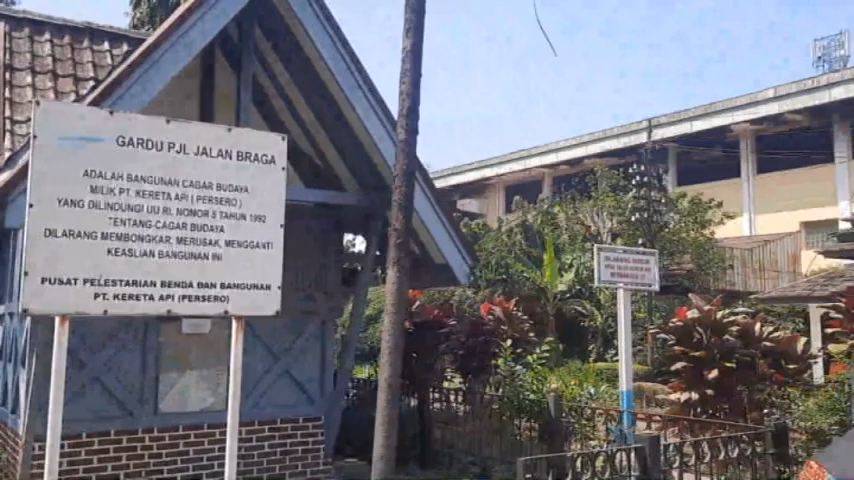 GARDU PJL JALAN BRAGA
ADALAH BANGUNAN CAGAR BUDAYA
MILIK PT. KERETA API (PERSERO)
YANG DILINDUNGI UU RI. NOMOR 5 TAHUN 1992
TENTANG CAGAR BUDAYA
DILARANG MEMBONGKAR, MERUSAK, MENGGANTI
KEASLIAN BANGUNAN INI
PUSAT PELESTARIAN BENDA DAN BANGUNAN
PT. KERETA API (PERSERO)